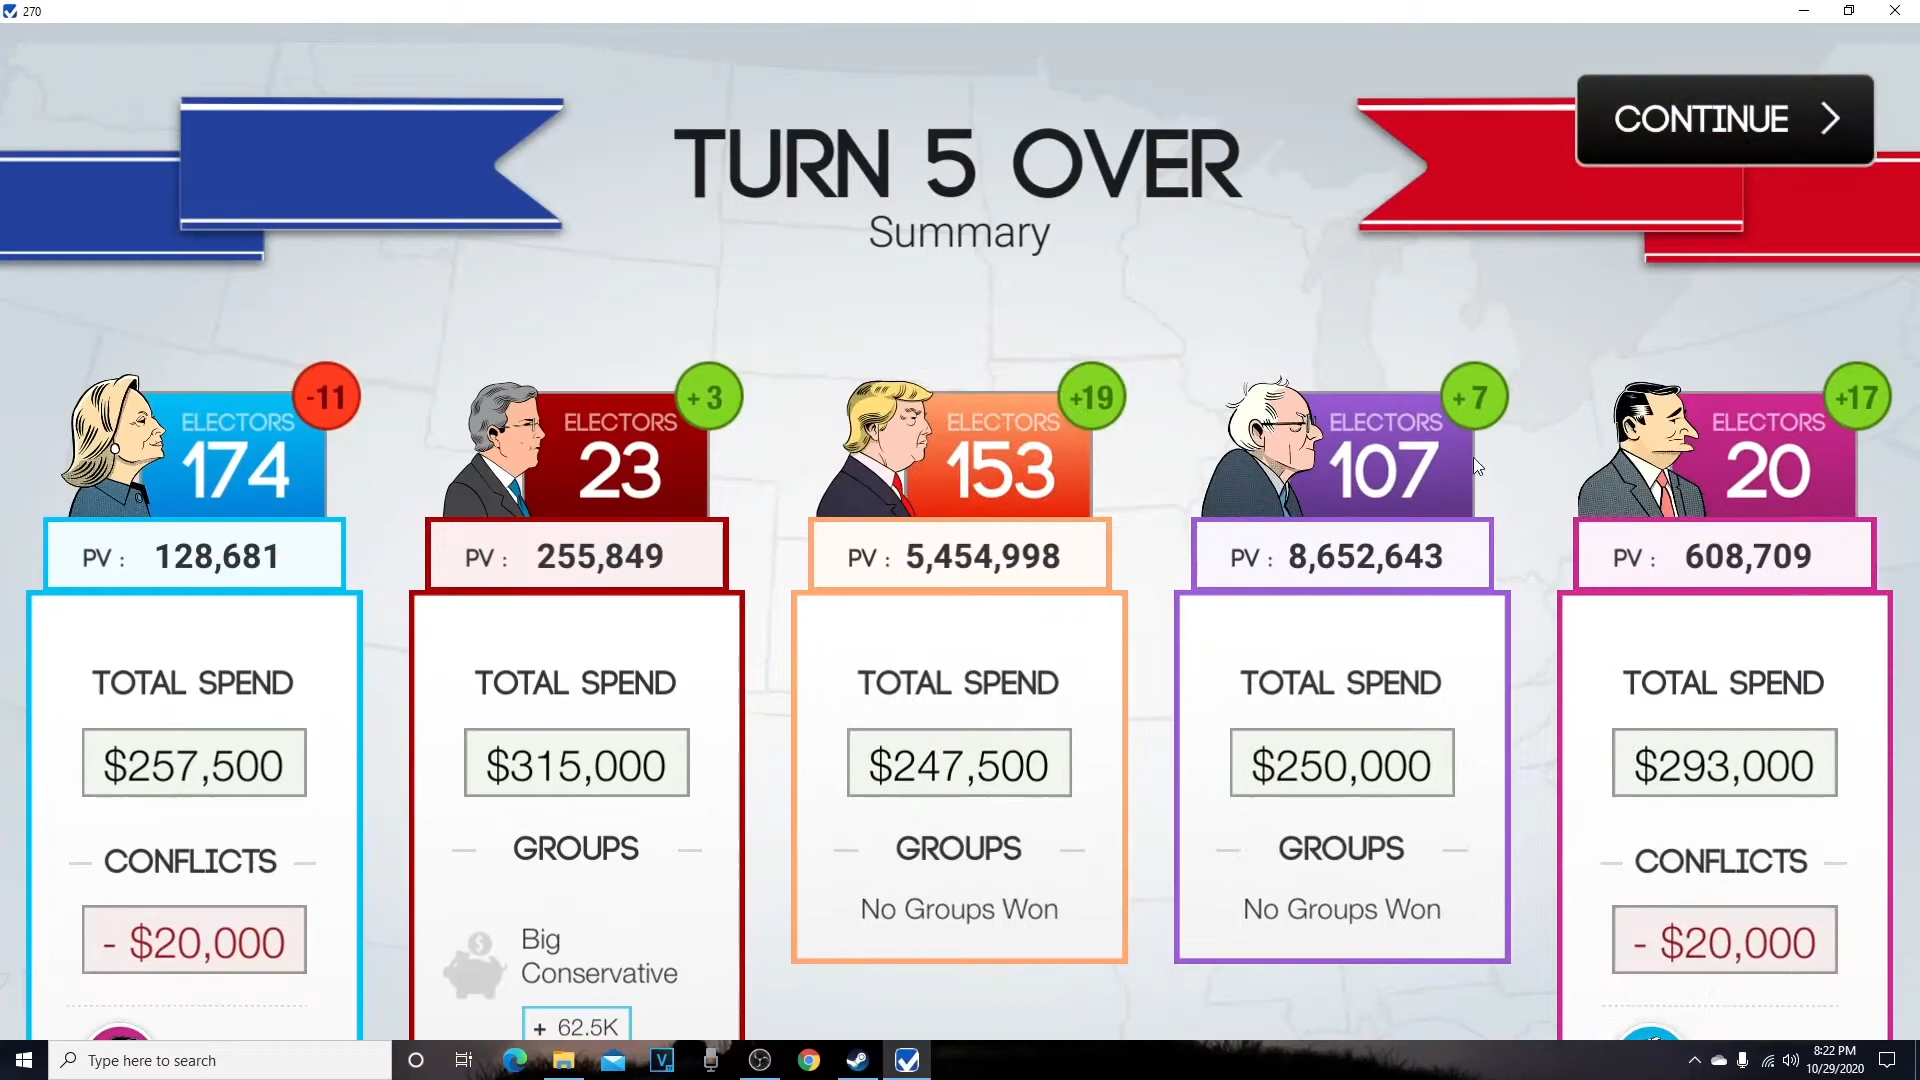 270
CONTINUE
TURN 5 OVER
Summary
-11
ELECTORS
174
PV : 128,681
TOTAL SPEND
$257,500
CONFLICTS
- $20,000
+ 3
ELECTORS
23
PV : 255,849
TOTAL SPEND
$315,000
GROUPS
Big
Conservative
+ 62.5K
+19
ELECTORS
153
PV : 5,454,998
TOTAL SPEND
$247,500
GROUPS
No Groups Won
+ 7
ELECTORS
107
PV : 8,652,643
TOTAL SPEND
$250,000
GROUPS
No Groups Won
+17
ELECTORS
20
PV : 608,709
TOTAL SPEND
$293,000
CONFLICTS
- $20,000
Type here to search
8:22 PM
10/29/2020